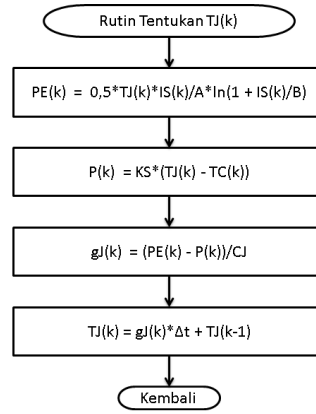 Rutin Tentukan TJ(k)
PE(k) = 0,5*TJ(k)*IS(k)/A*ln(1 + IS(k)/B)
P(k) = KS*(TJ(k) - TC(k))
gJ(k) = (PE(k) - P(k))/CJ
TJ(k) = gJ(k)*Δt + TJ(k-1)
Kembali